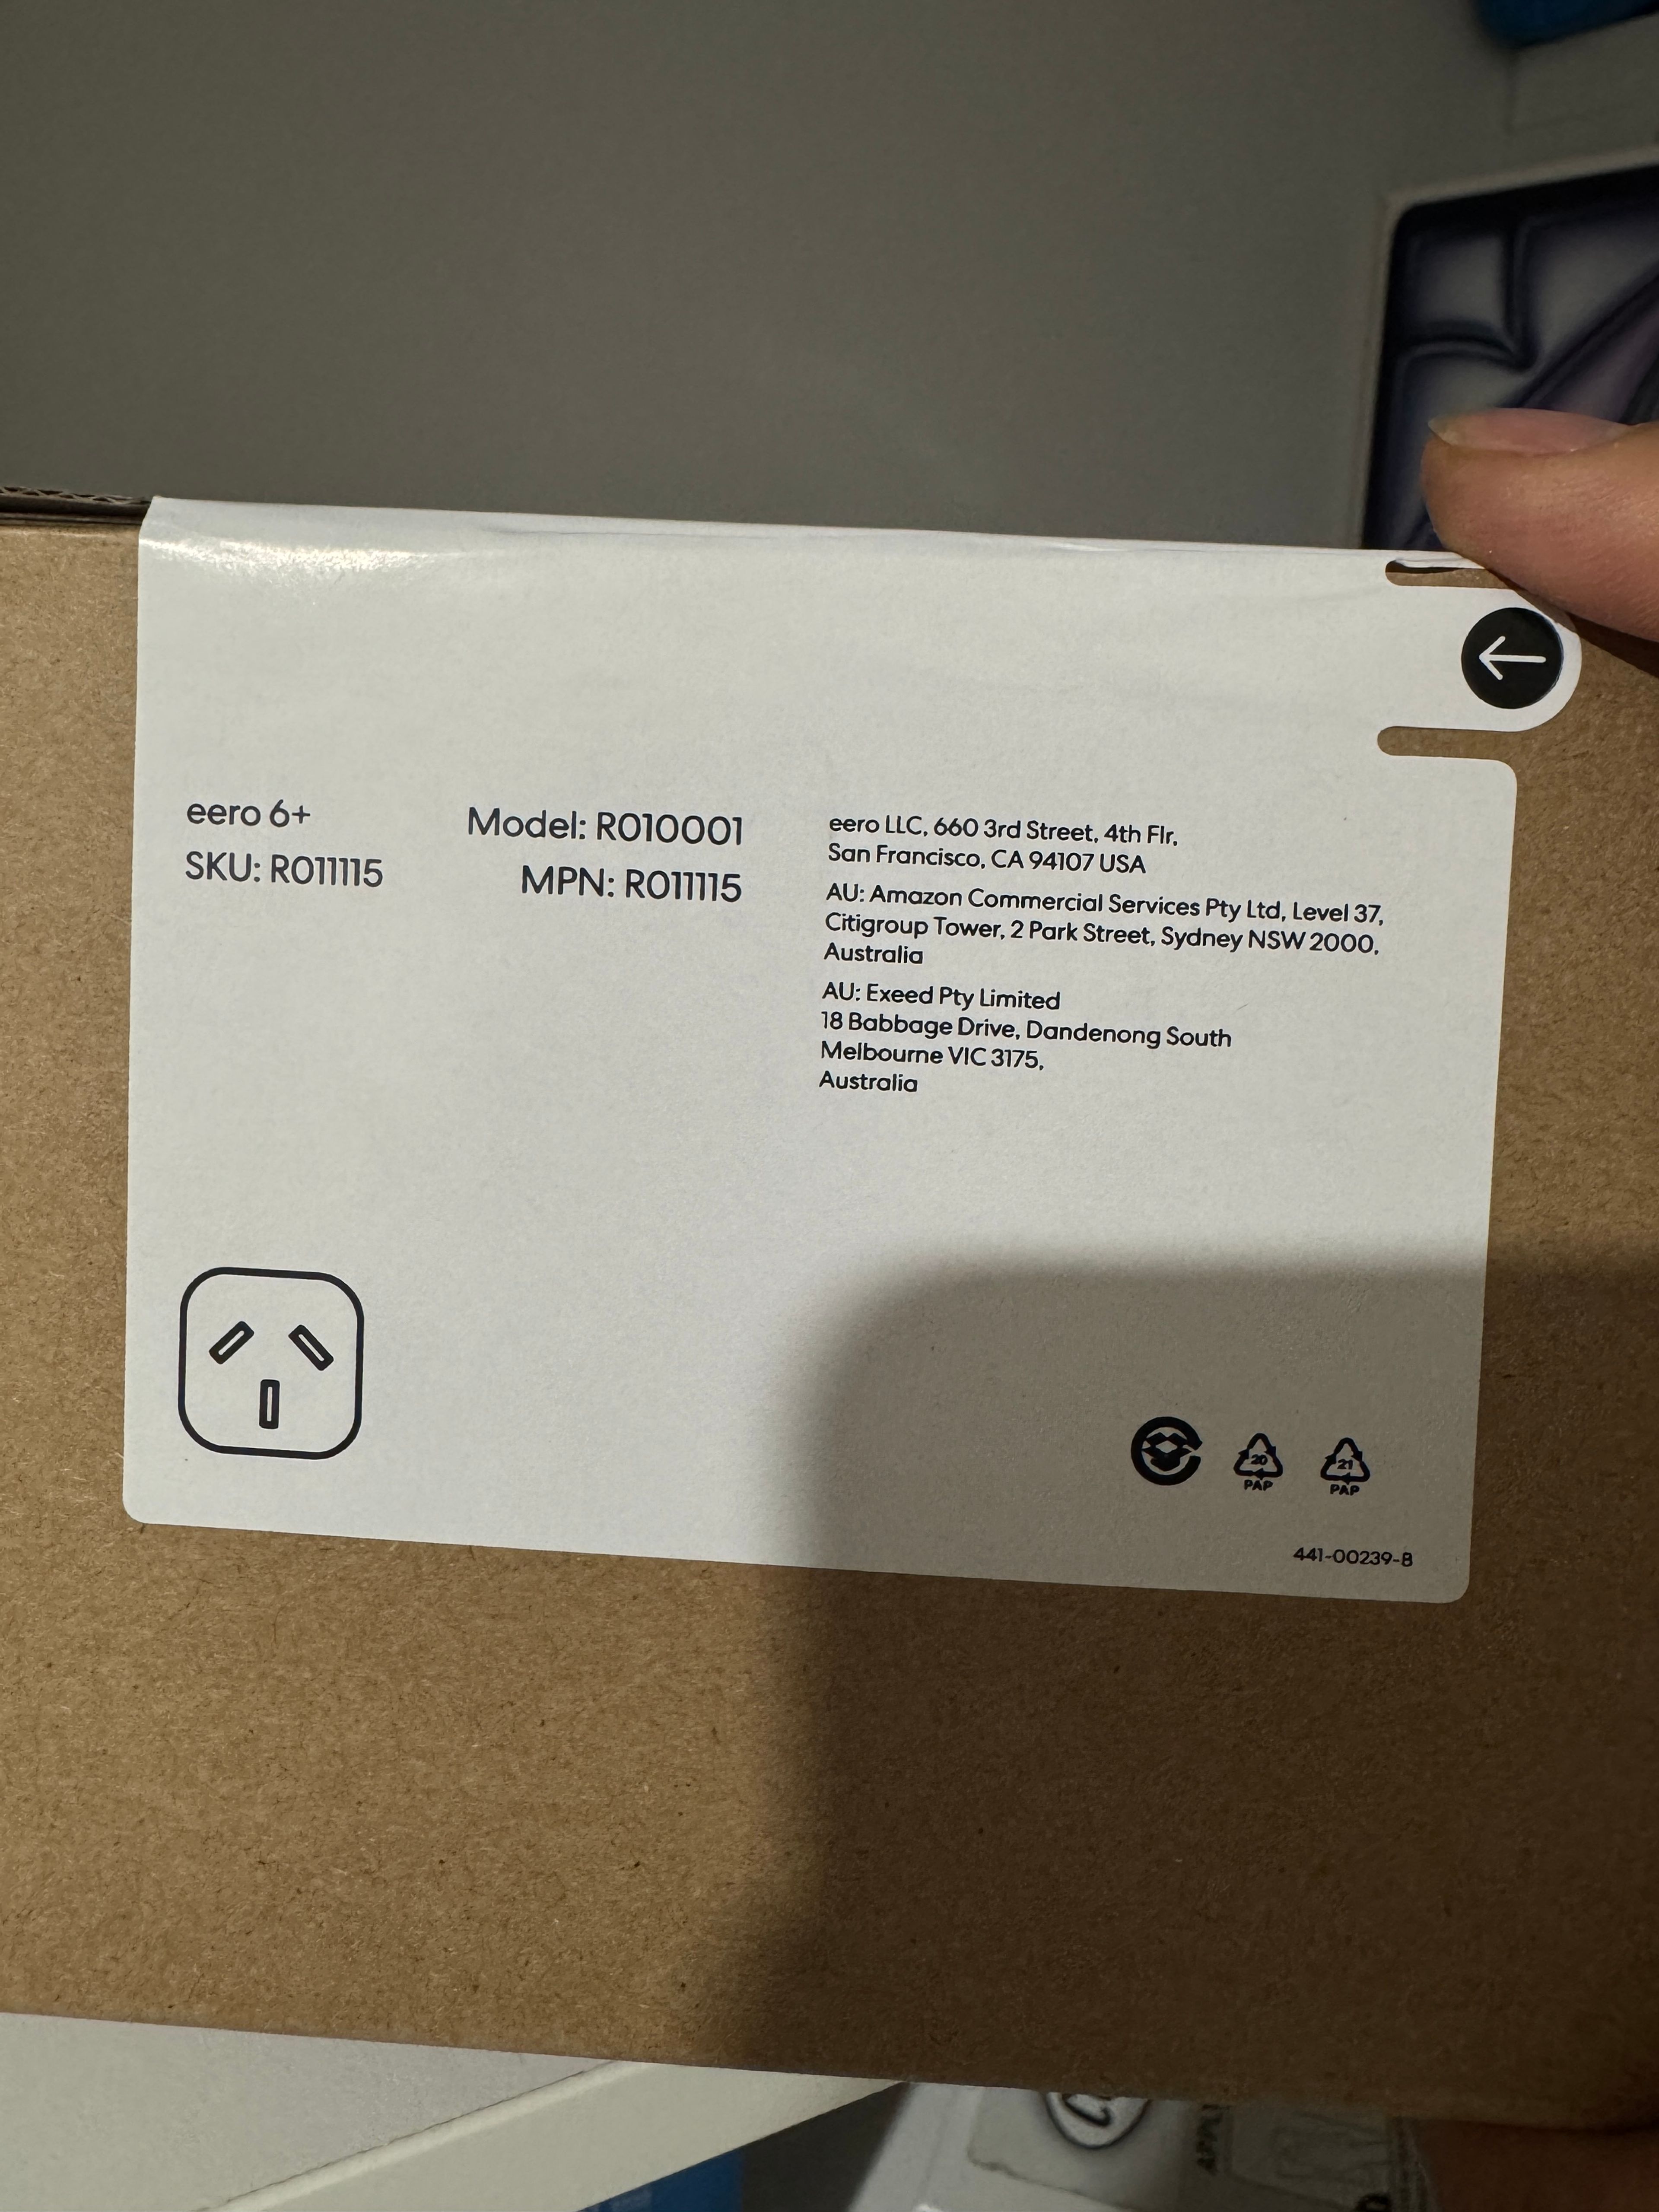 eero 6+
SKU: R011115
Model: R010001
MPN: R011115
eero LLC, 660 3rd Street, 4th Flr,
San Francisco, CA 94107 USA
AU: Amazon Commercial Services Pty Ltd, Level 37,
Citigroup Tower, 2 Park Street, Sydney NSW 2000,
Australia
AU: Exeed Pty Limited
18 Babbage Drive, Dandenong South
Melbourne VIC 3175,
Australia
20
PAP
21
PAP
441-00239-B